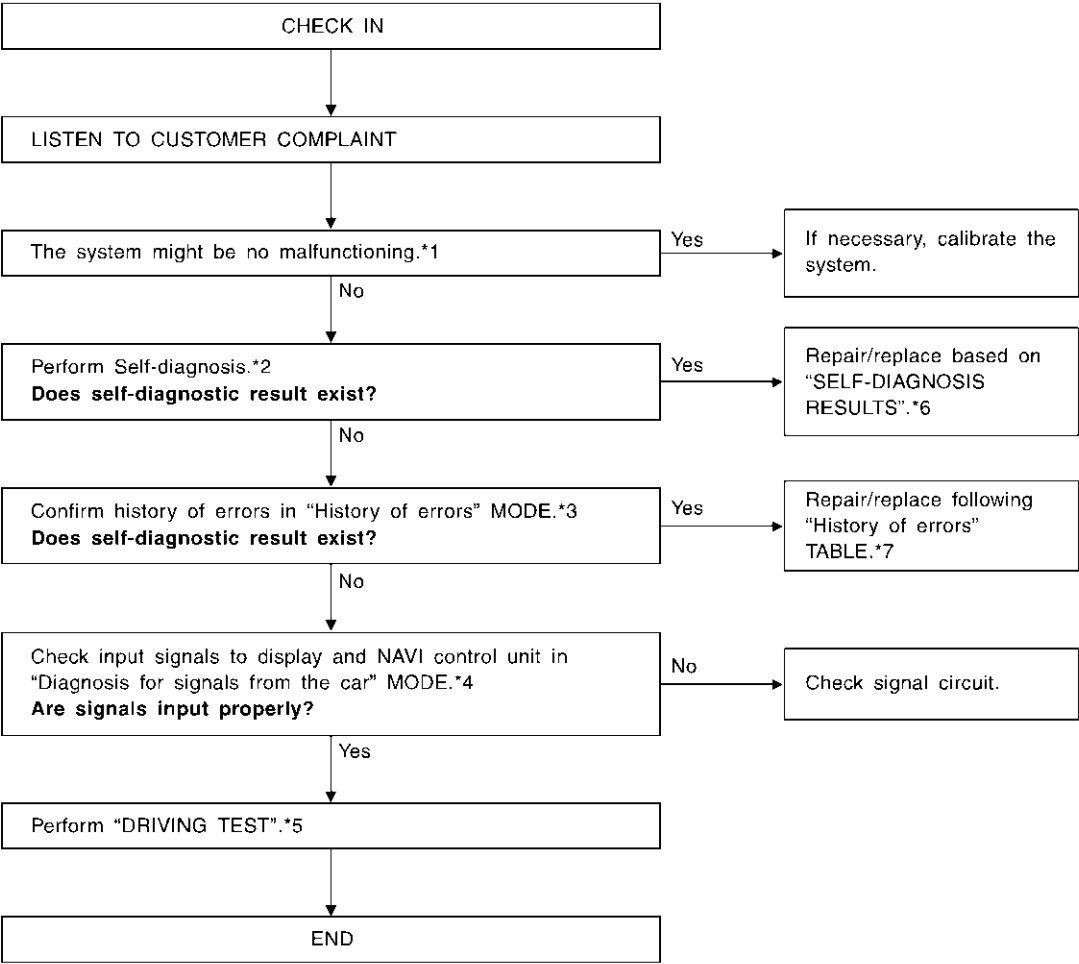 CHECK IN
LISTEN TO CUSTOMER COMPLAINT
The system might be no malfunctioning.*1
Yes
If necessary, calibrate the
system.
No
Perform Self-diagnosis.*2
Does self-diagnostic result exist?
Yes
Repair/replace based on
“SELF-DIAGNOSIS
RESULTS”.*6
No
Confirm history of errors in “History of errors” MODE.*3
Does self-diagnostic result exist?
Yes
Repair/replace following
“History of errors”
TABLE.*7
No
Check input signals to display and NAVI control unit in
“Diagnosis for signals from the car” MODE.*4
Are signals input properly?
No
Check signal circuit.
Yes
Perform “DRIVING TEST”.*5
END